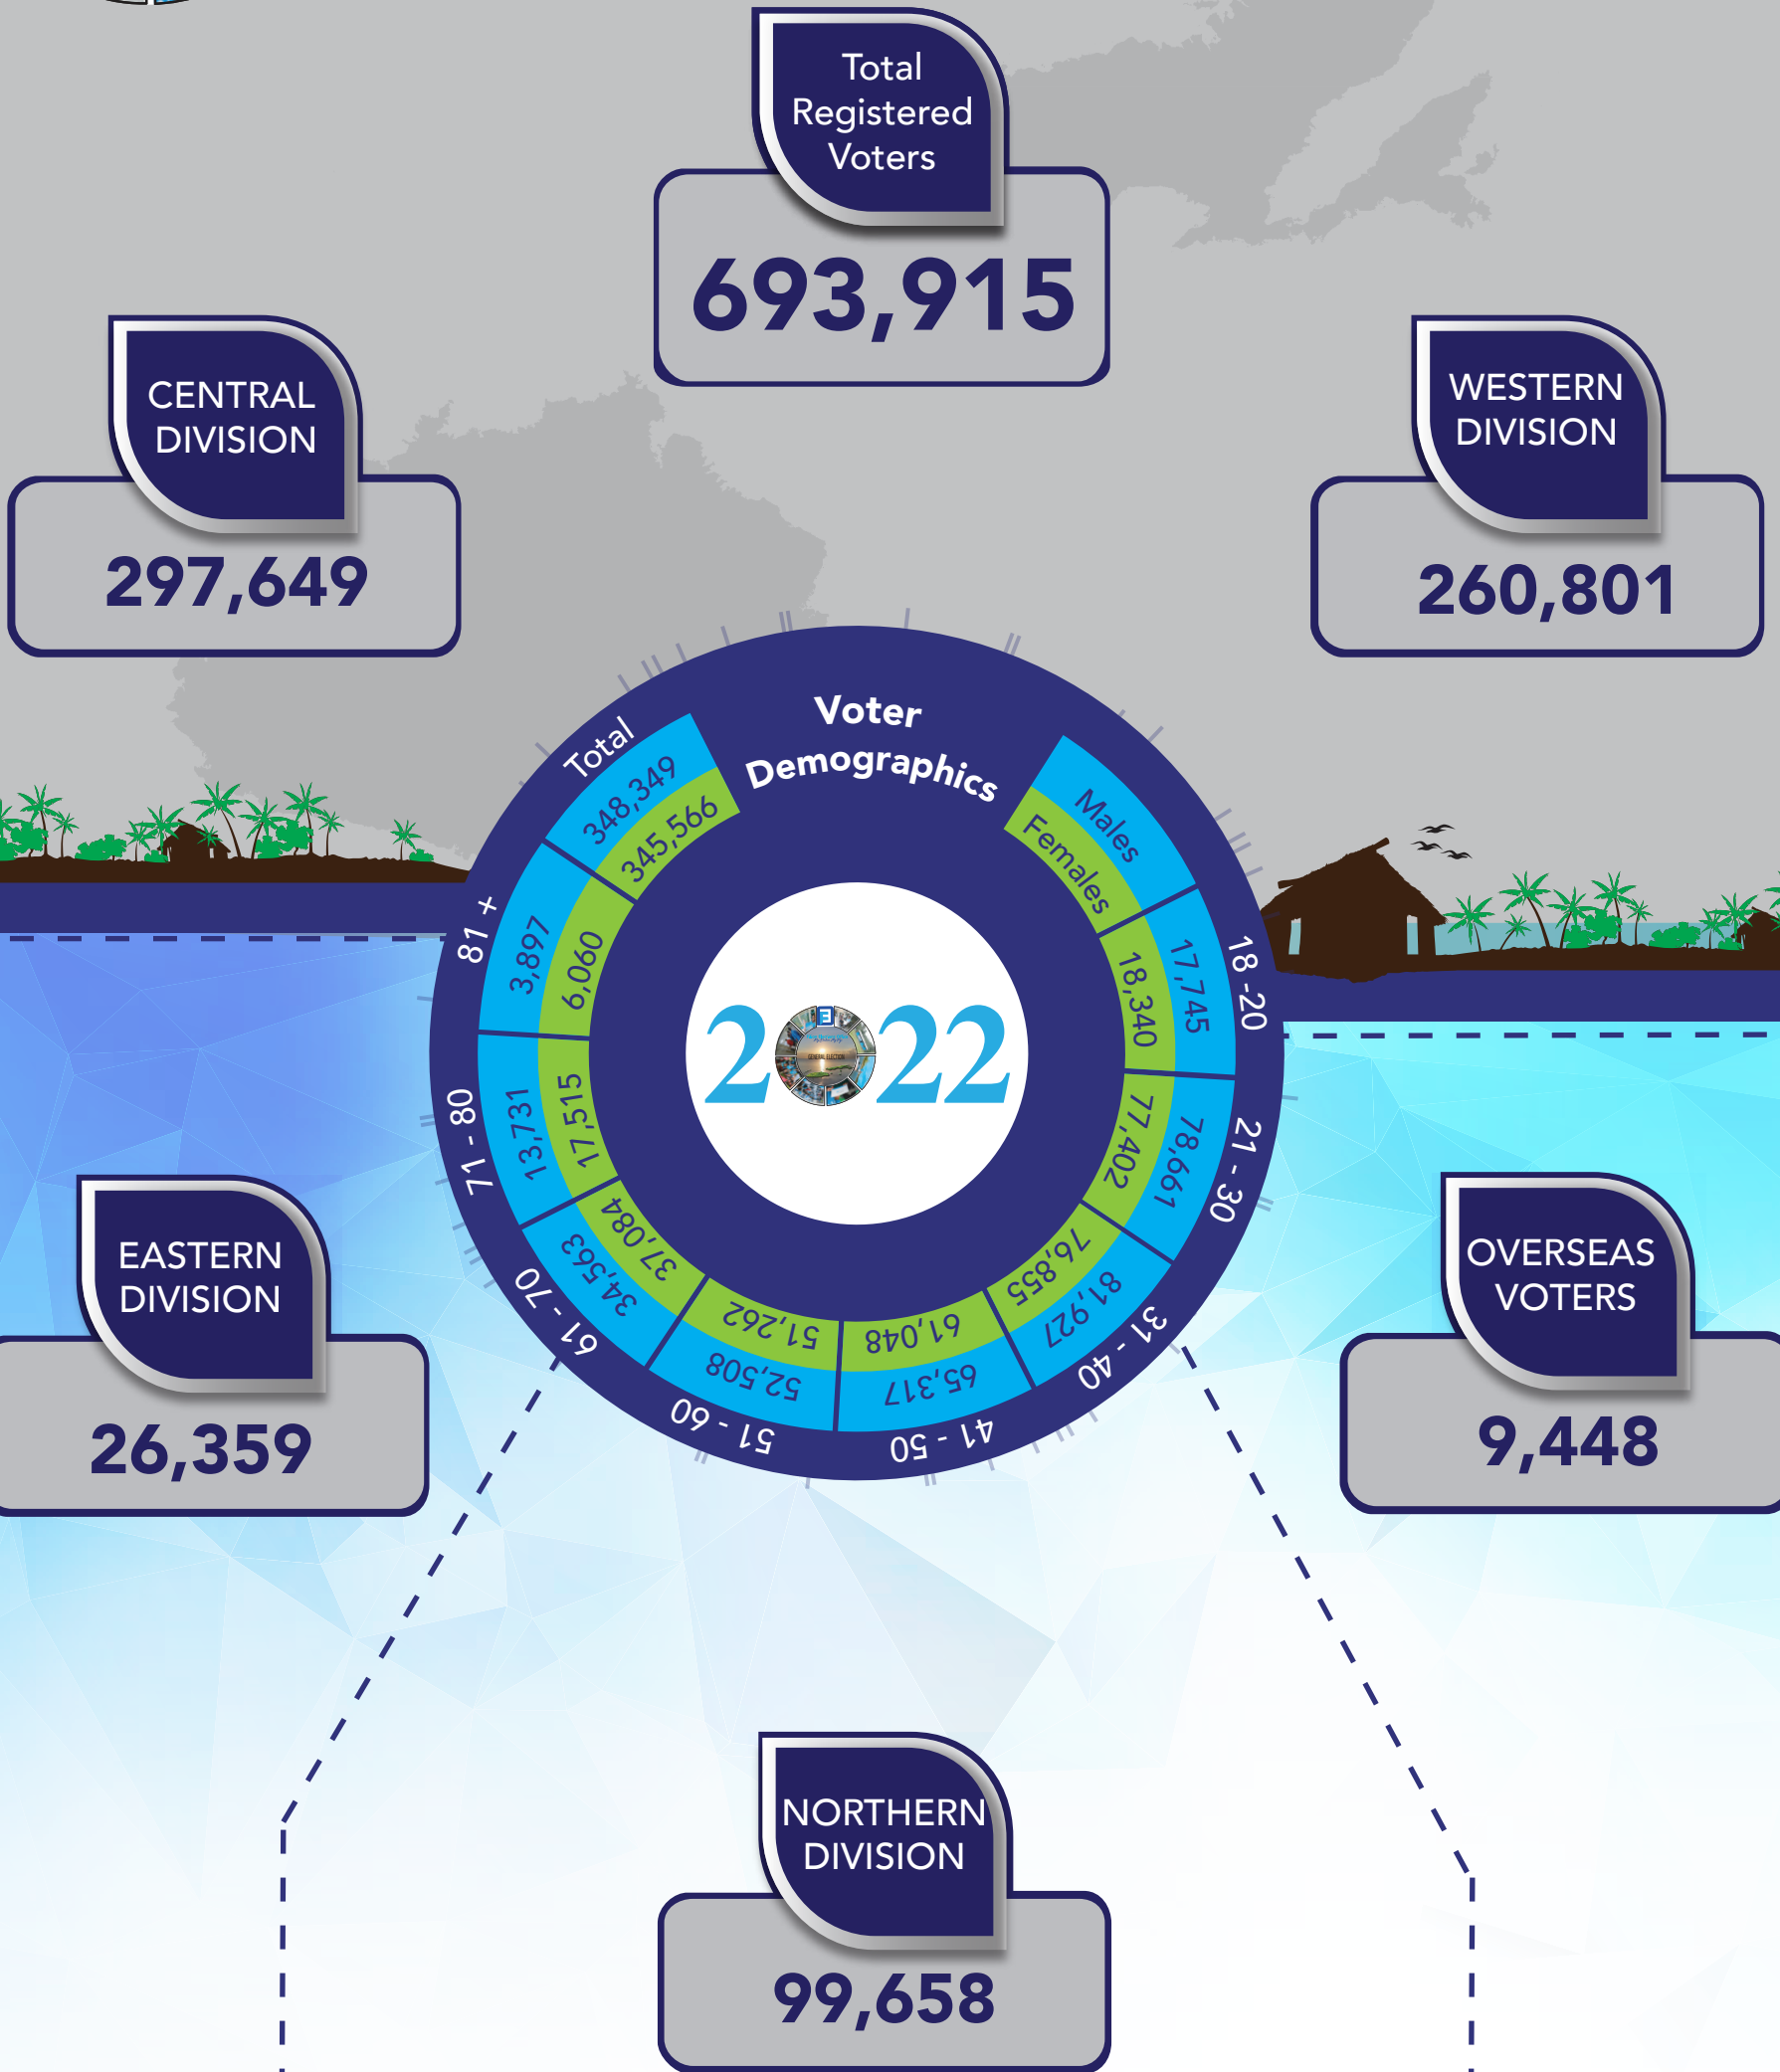 Total
Registered
Voters
693,915
CENTRAL
DIVISION
297,649
WESTERN
DIVISION
260,801
Voter
Demographics
Males
Females
18 -20
17,745
18,340
21 - 30
78,661
77,402
31 - 40
81,927
76,855
41 - 50
65,317
61,048
51 - 60
52,508
51,262
61 - 70
34,563
37,084
71 - 80
13,731
17,515
81 +
3,897
6,060
Total
348,349
345,566
2022
GENERAL ELECTION
EASTERN
DIVISION
26,359
OVERSEAS
VOTERS
9,448
NORTHERN
DIVISION
99,658